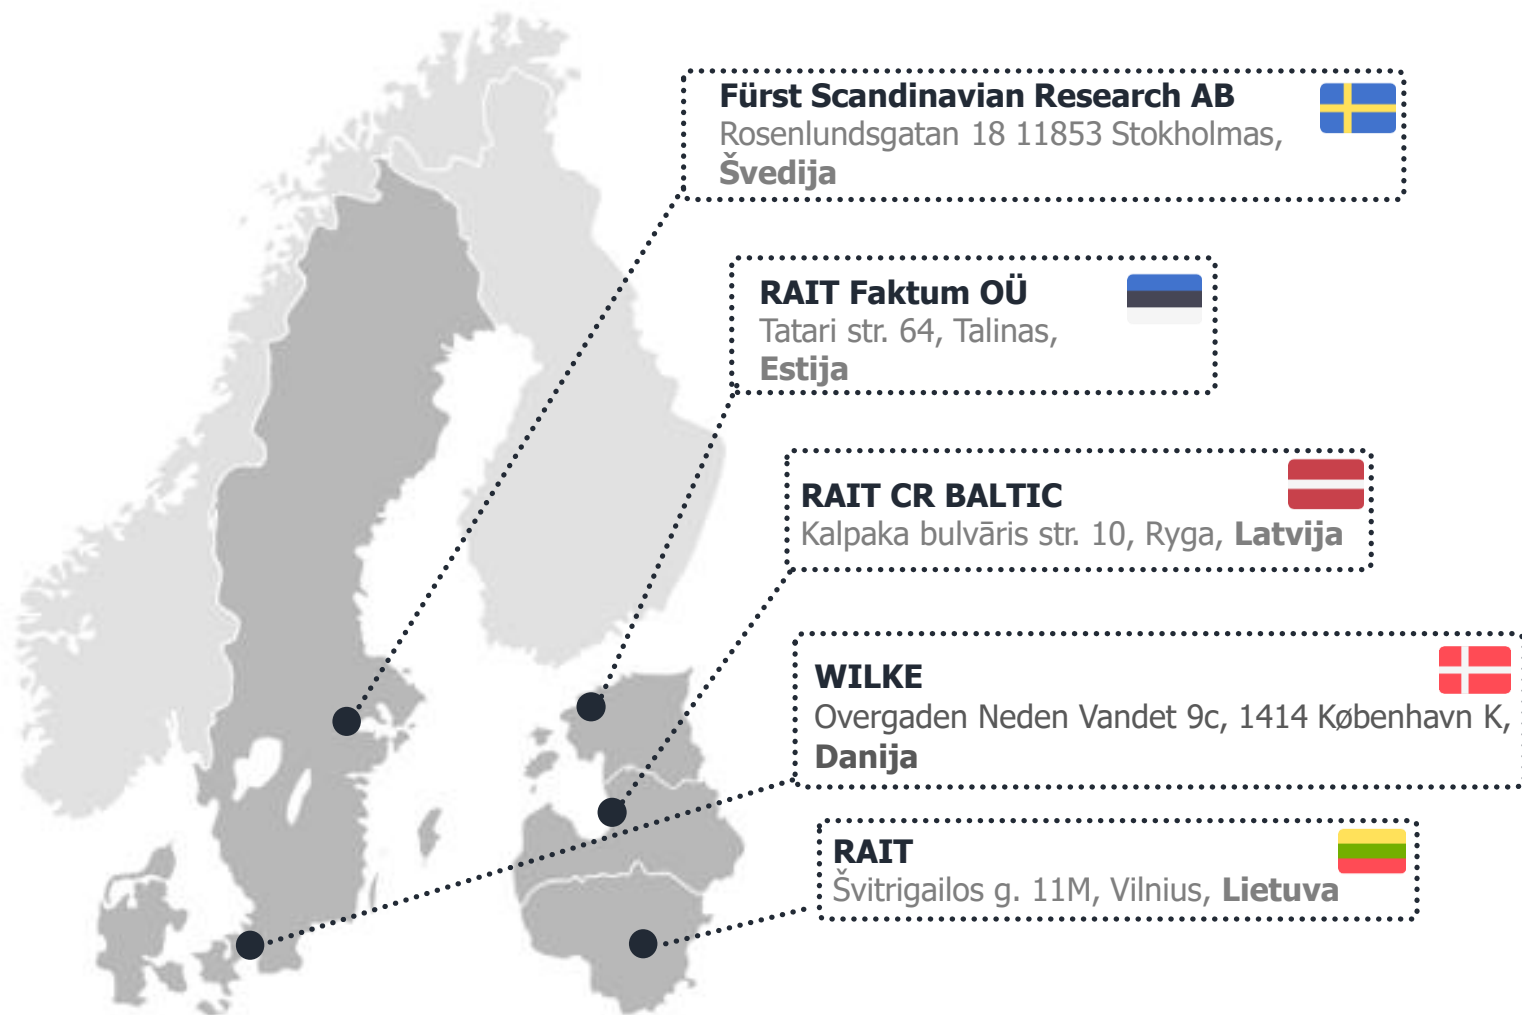 Fürst Scandinavian Research AB
Rosenlundsgatan 18 11853 Stokholmas,
Švedija
RAIT Faktum OÜ
Tatari str. 64, Talinas,
Estija
RAIT CR BALTIC
Kalpaka bulvāris str. 10, Ryga, Latvija
WILKE
Overgaden Neden Vandet 9c, 1414 København K,
Danija
RAIT
Švitrigailos g. 11M, Vilnius, Lietuva